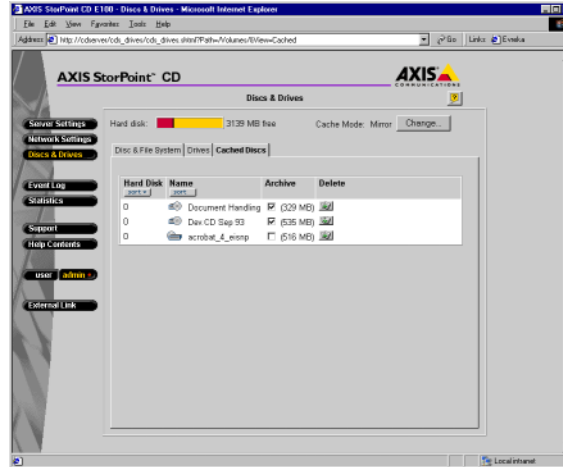 AXIS StorPoint CD E100 - Discs & Drives - Microsoft Internet Explorer
File Edit View Favorites Tools Help
Address http://cdserver/cds_drives/cds_drives.shtml?Path=/Volumes/&View=Cached Go Links Evreka
AXIS StorPoint™ CD
AXIS
COMMUNICATIONS
Discs & Drives
Server Settings
Network Settings
Discs & Drives
Event Log
Statistics
Support
Help Contents
user admin
External Link
Hard disk: 3139 MB free Cache Mode: Mirror Change...
Disc & File System Drives Cached Discs
Hard Disk Name Archive Delete
sort sort...
0 Document Handling (329 MB)
0 Dev CD Sep 93 (535 MB)
0 acrobat_4_eisnp (516 MB)
Local intranet